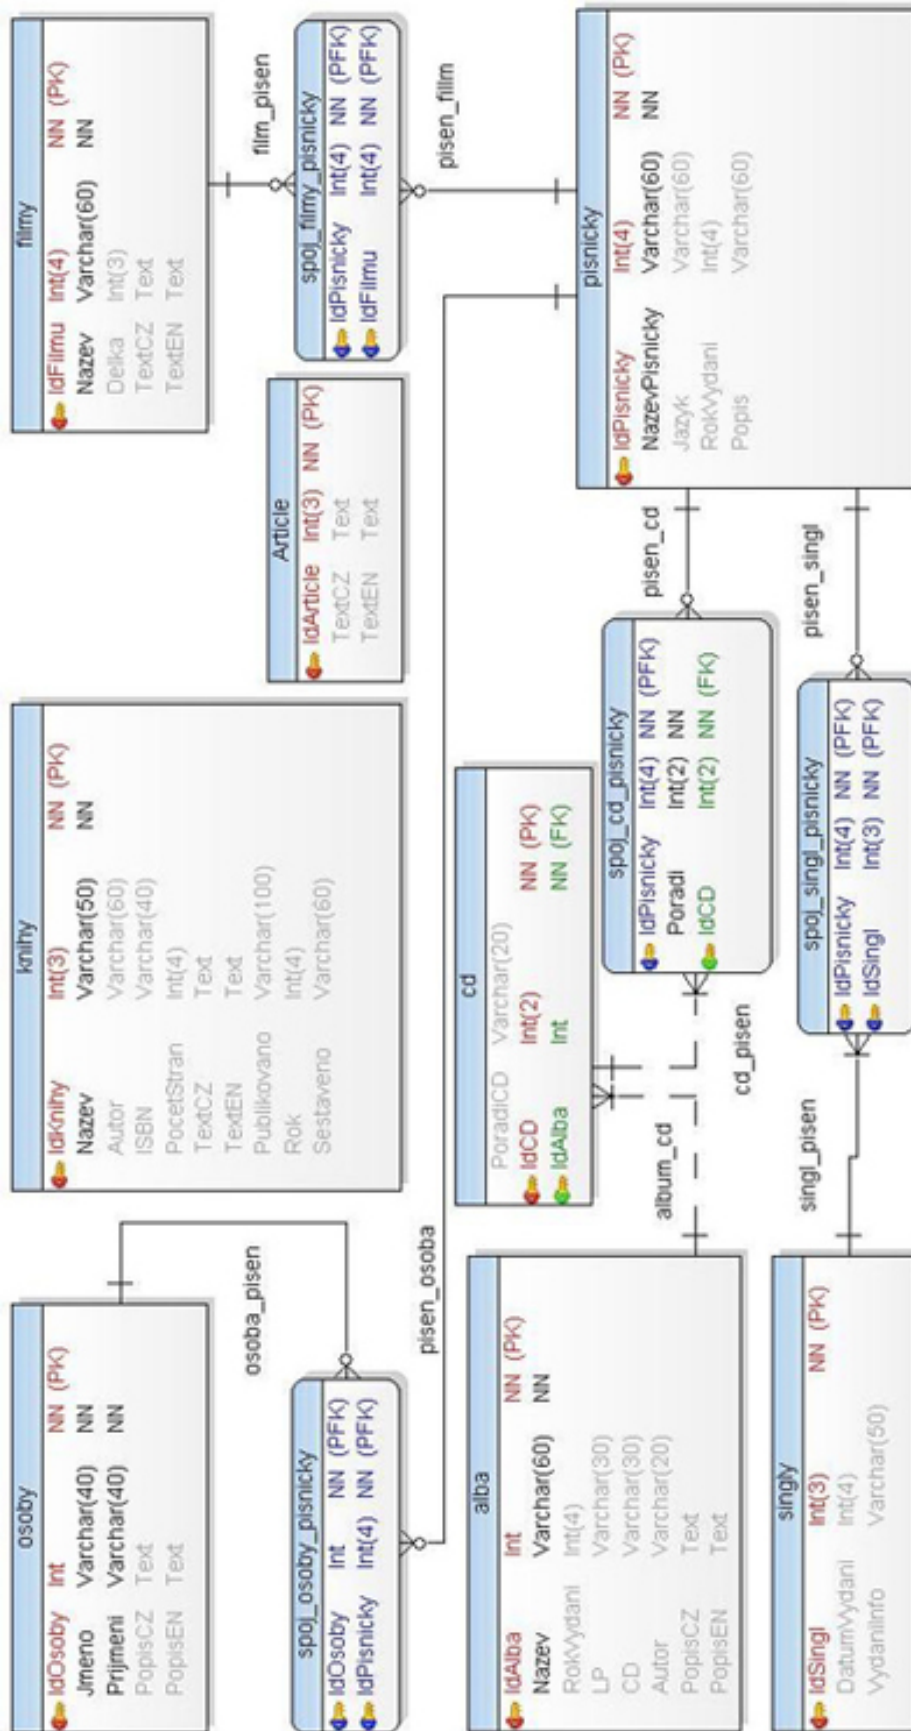 osoby
IdOsoby Int NN (PK)
Jmeno Varchar(40) NN
Prijmeni Varchar(40) NN
PopisCZ Text
PopisEN Text
knihy
IdKnihy Int(3) NN (PK)
Nazev Varchar(50) NN
Autor Varchar(60)
ISBN Varchar(40)
PocetStran Int(4)
TextCZ Text
TextEN Text
Publikovano Varchar(100)
Rok Int(4)
Sestaveno Varchar(60)
filmy
IdFilmu Int(4) NN (PK)
Nazev Varchar(60) NN
Delka Int(3)
TextCZ Text
TextEN Text
osoba_pisen
film_pisen
Article
IdArticle Int(3) NN (PK)
TextCZ Text
TextEN Text
spoj_osoby_pisnicky
IdOsoby Int NN (PFK)
IdPisnicky Int(4) NN (PFK)
spoj_filmy_pisnicky
IdPisnicky Int(4) NN (PFK)
IdFilmu Int(4) NN (PFK)
pisen_osoba
pisen_fillm
alba
IdAlba Int NN (PK)
Nazev Varchar(60) NN
RokVydani Int(4)
LP Varchar(30)
CD Varchar(30)
Autor Varchar(20)
PopisCZ Text
PopisEN Text
cd
PoradiCD Varchar(20)
IdCD Int(2) NN (PK)
IdAlba Int NN (FK)
album_cd
cd_pisen
spoj_cd_pisnicky
IdPisnicky Int(4) NN (PFK)
Poradi Int(2) NN
IdCD Int(2) NN (FK)
pisen_cd
pisnicky
IdPisnicky Int(4) NN (PK)
NazevPisnicky Varchar(60) NN
Jazyk Varchar(60)
RokVydani Int(4)
Popis Varchar(60)
singly
IdSingl Int(3) NN (PK)
DatumVydani Int(4)
VydaniInfo Varchar(50)
singl_pisen
spoj_singl_pisnicky
IdPisnicky Int(4) NN (PFK)
IdSingl Int(3) NN (PFK)
pisen_singl